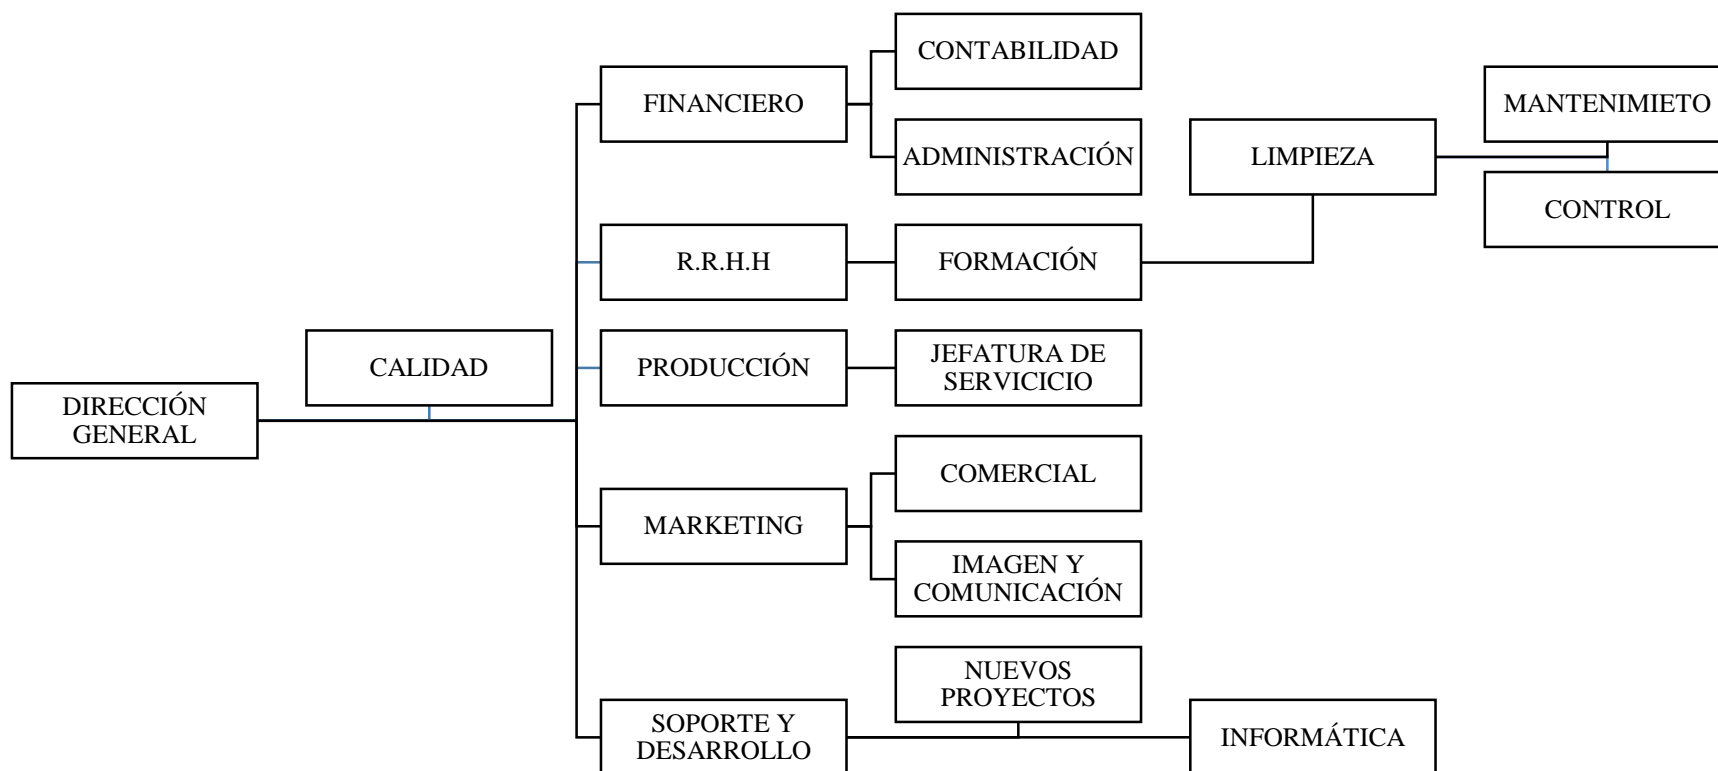 CONTABILIDAD
FINANCIERO
MANTENIMIETO
ADMINISTRACIÓN
LIMPIEZA
CONTROL
R.R.H.H
FORMACIÓN
CALIDAD
PRODUCCIÓN
JEFATURA DE
SERVICICIO
DIRECCIÓN
GENERAL
COMERCIAL
MARKETING
IMAGEN Y
COMUNICACIÓN
NUEVOS
PROYECTOS
SOPORTE Y
DESARROLLO
INFORMÁTICA